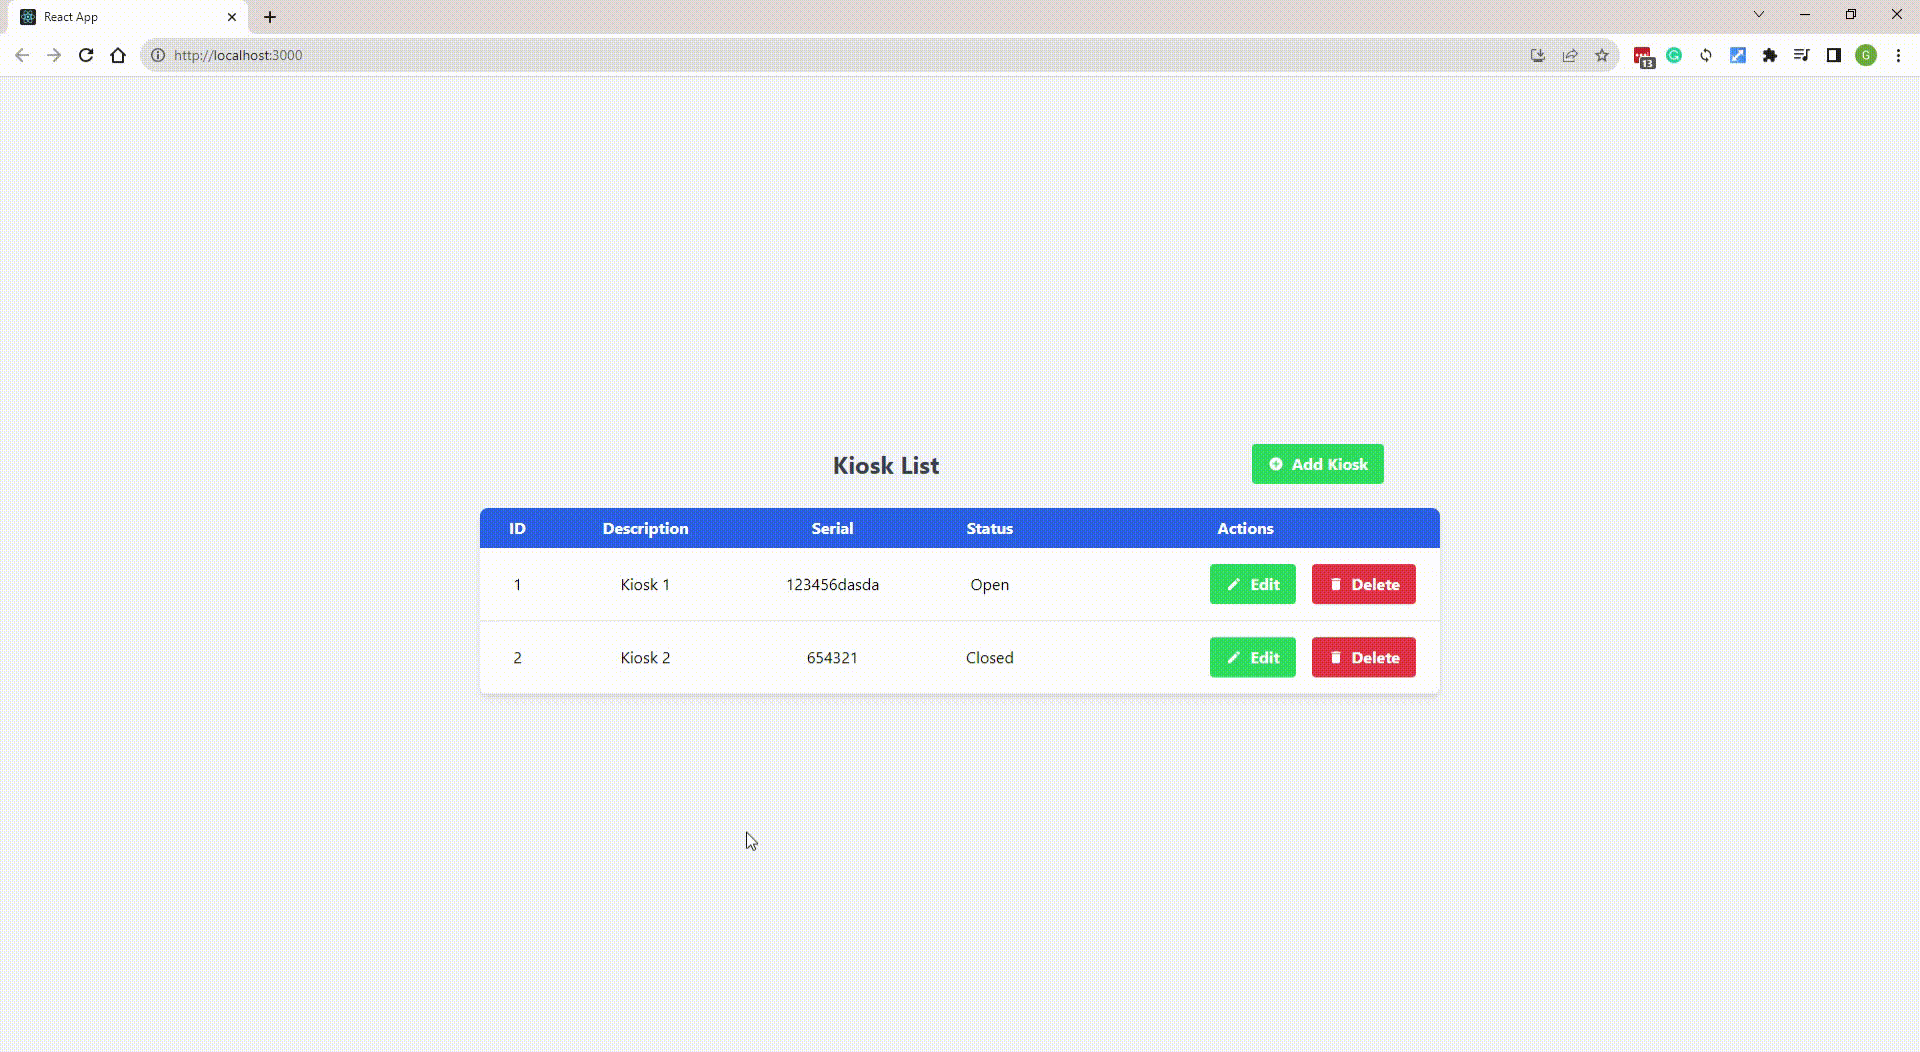 React App
http://localhost:3000
13
G
G
Kiosk List
Add Kiosk
ID Description Serial Status Actions
1 Kiosk 1 123456dasda Open Edit Delete
2 Kiosk 2 654321 Closed Edit Delete